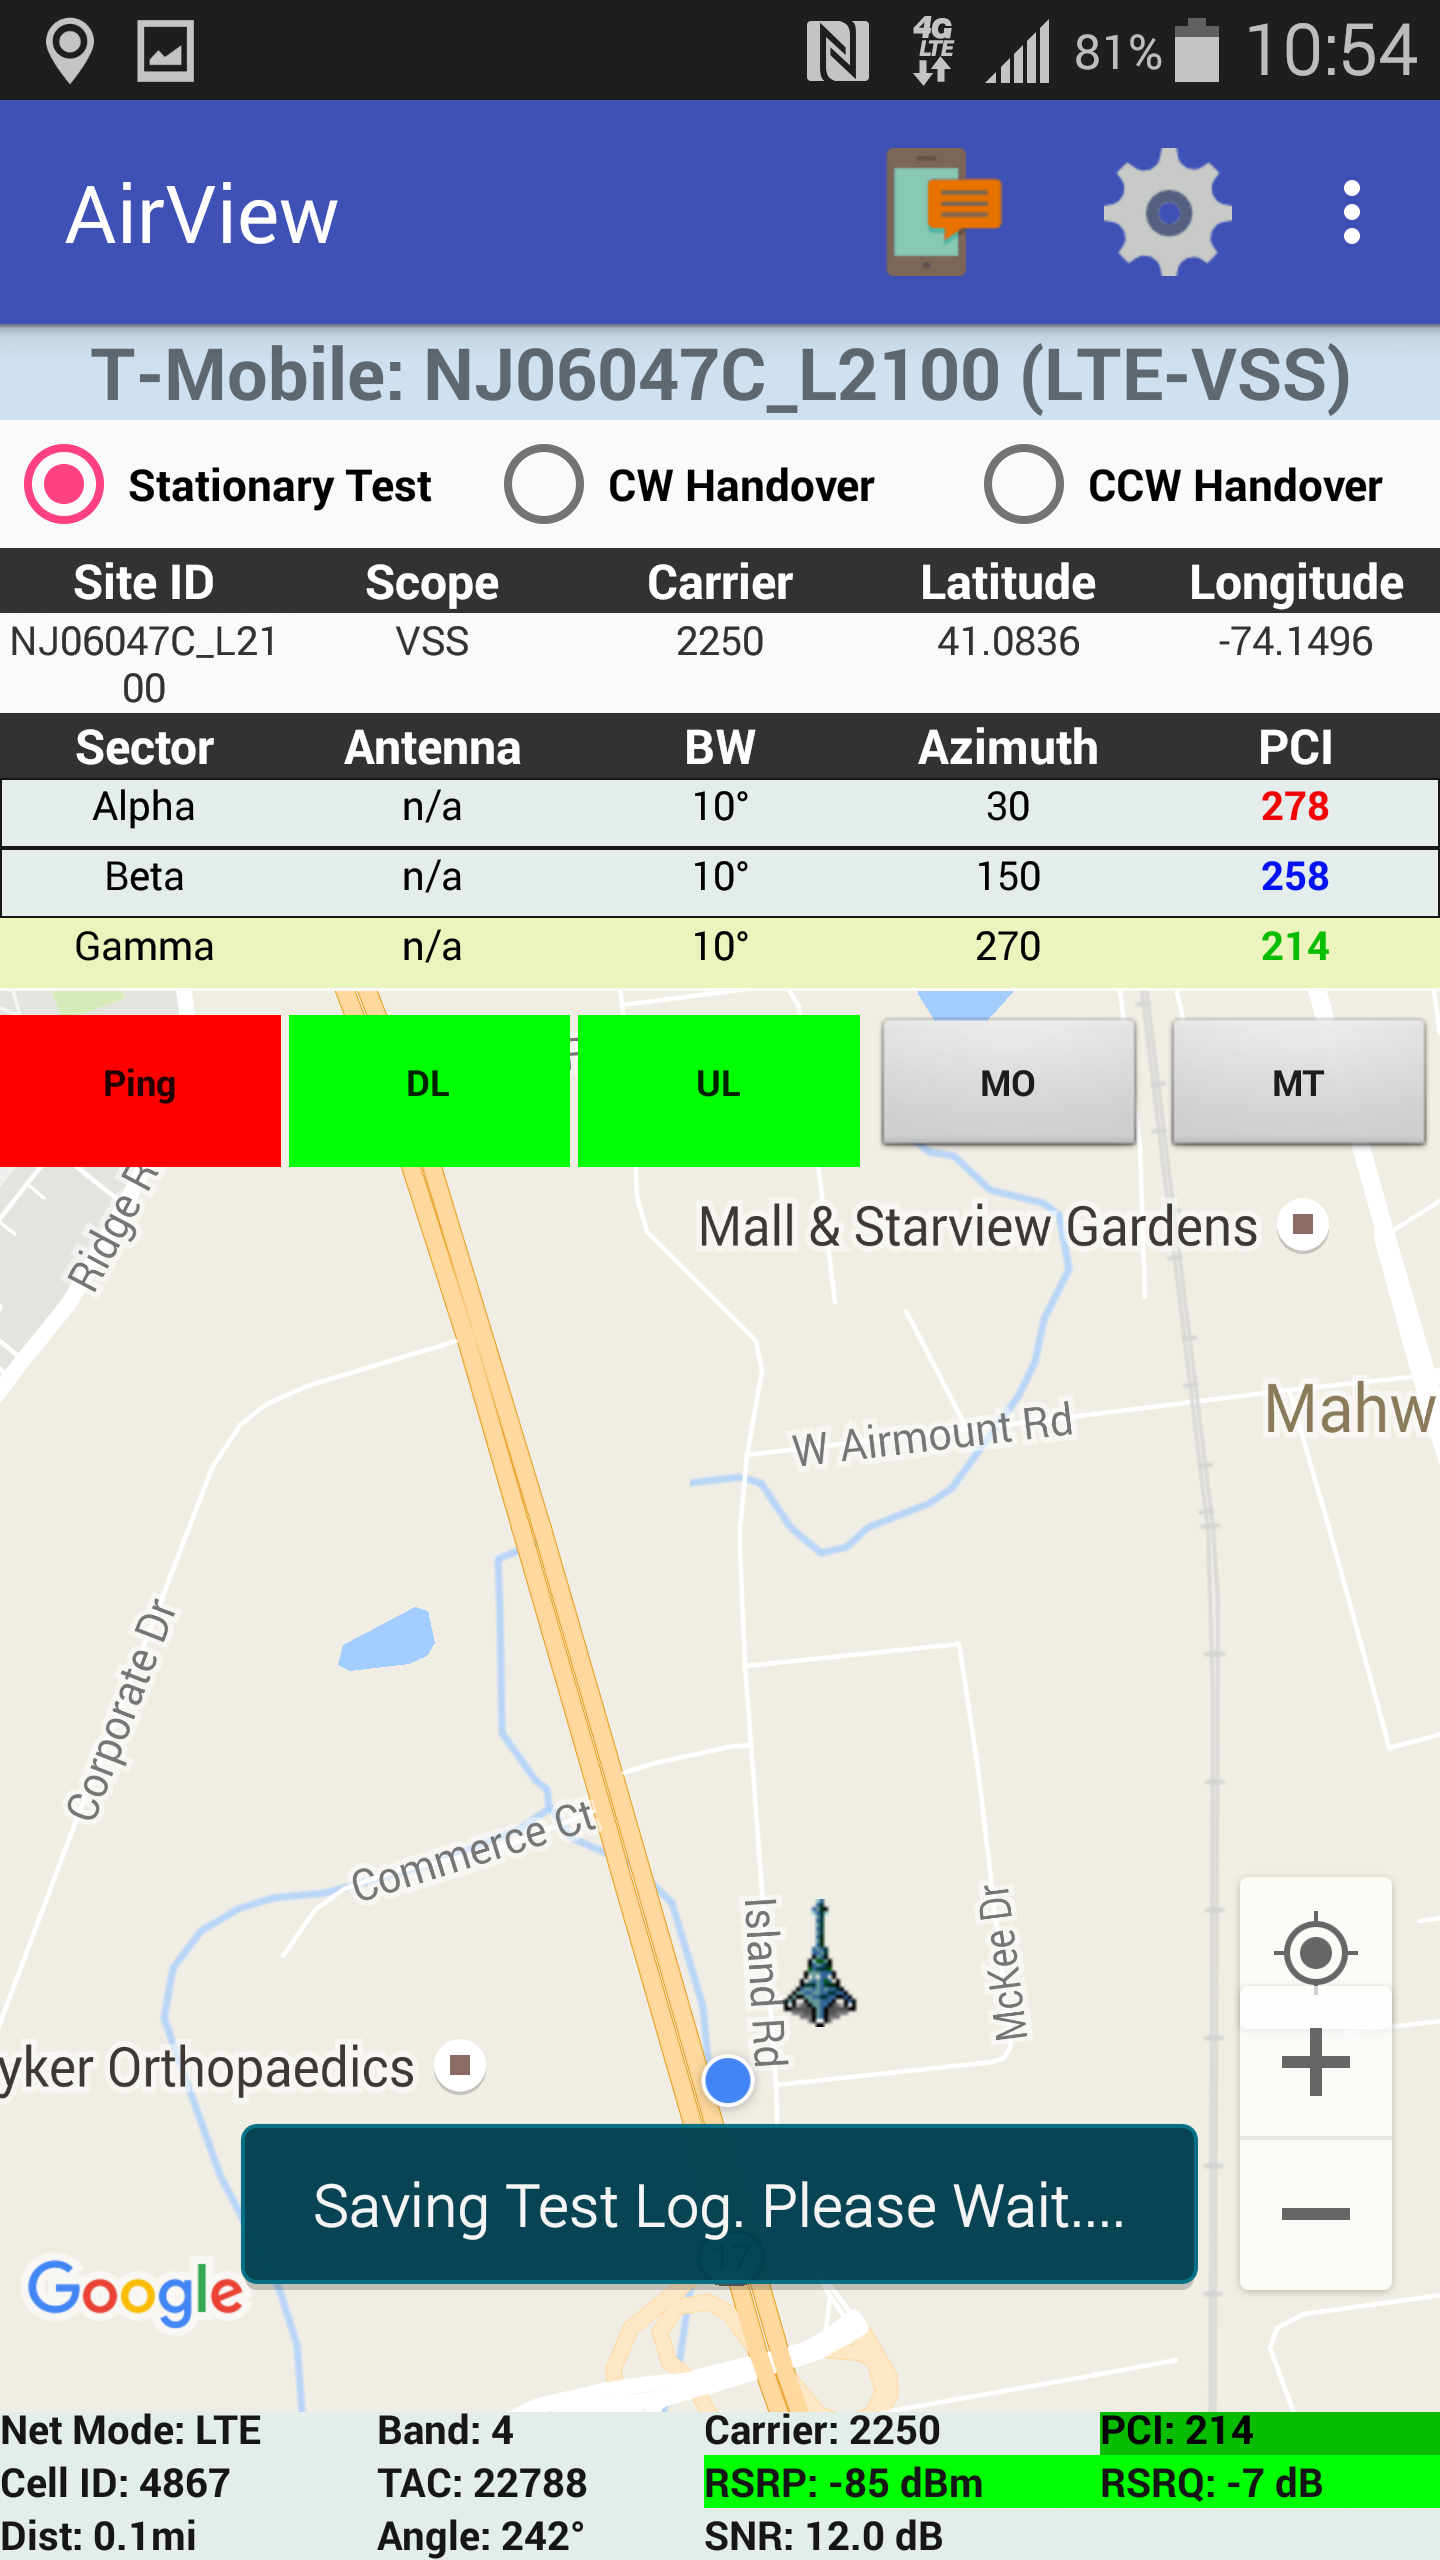 4G
LTE
81%
10:54
AirView
T-Mobile: NJ06047C_L2100 (LTE-VSS)
Stationary Test CW Handover CCW Handover
Site ID Scope Carrier Latitude Longitude
NJ06047C_L21 VSS 2250 41.0836 -74.1496
00
Sector Antenna BW Azimuth PCI
Alpha n/a 10° 30 278
Beta n/a 10° 150 258
Gamma n/a 10° 270 214
Ping DL UL MO MT
Ridge R
Mall & Starview Gardens
Mahw
W Airmount Rd
Corporate Dr
Commerce Ct
Island Rd
McKee Dr
yker Orthopaedics
Saving Test Log. Please Wait....
17
Google
Net Mode: LTE Band: 4 Carrier: 2250 PCI: 214
Cell ID: 4867 TAC: 22788 RSRP: -85 dBm RSRQ: -7 dB
Dist: 0.1mi Angle: 242° SNR: 12.0 dB